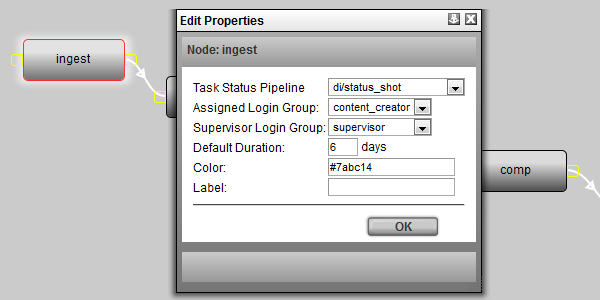 Edit Properties
ingest
Node: ingest
Task Status Pipeline di/status_shot
Assigned Login Group: content_creator
Supervisor Login Group: supervisor
Default Duration: 6 days
Color: #7abc14
Label:
comp
OK